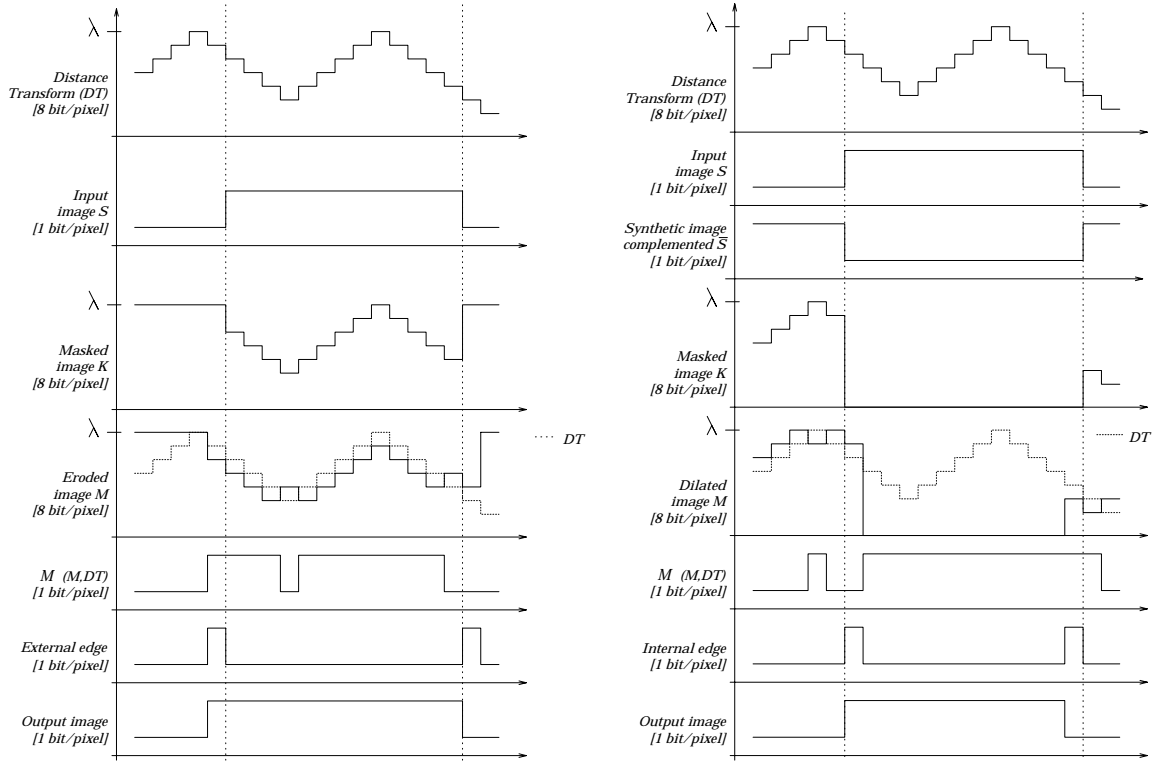 λ
Distance
Transform (DT)
[8 bit/pixel]
Input
image S
[1 bit/pixel]
λ
Masked
image K
[8 bit/pixel]
λ
DT
Eroded
image M
[8 bit/pixel]
M (M,DT)
[1 bit/pixel]
External edge
[1 bit/pixel]
Output image
[1 bit/pixel]
λ
Distance
Transform (DT)
[8 bit/pixel]
Input
image S
[1 bit/pixel]
Synthetic image
complemented S̅
[1 bit/pixel]
λ
Masked
image K
[8 bit/pixel]
λ
DT
Dilated
image M
[8 bit/pixel]
M (M,DT)
[1 bit/pixel]
Internal edge
[1 bit/pixel]
Output image
[1 bit/pixel]